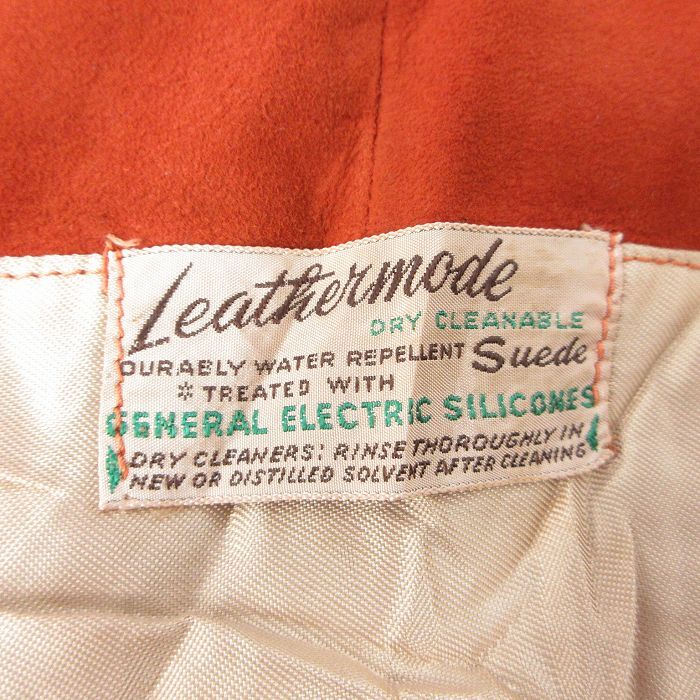 Leathermode
DRY CLEANABLE
DURABLY WATER REPELLENT Suede
* TREATED WITH
GENERAL ELECTRIC SILICONES
DRY CLEANERS: RINSE THOROUGHLY IN
NEW OR DISTILLED SOLVENT AFTER CLEANING